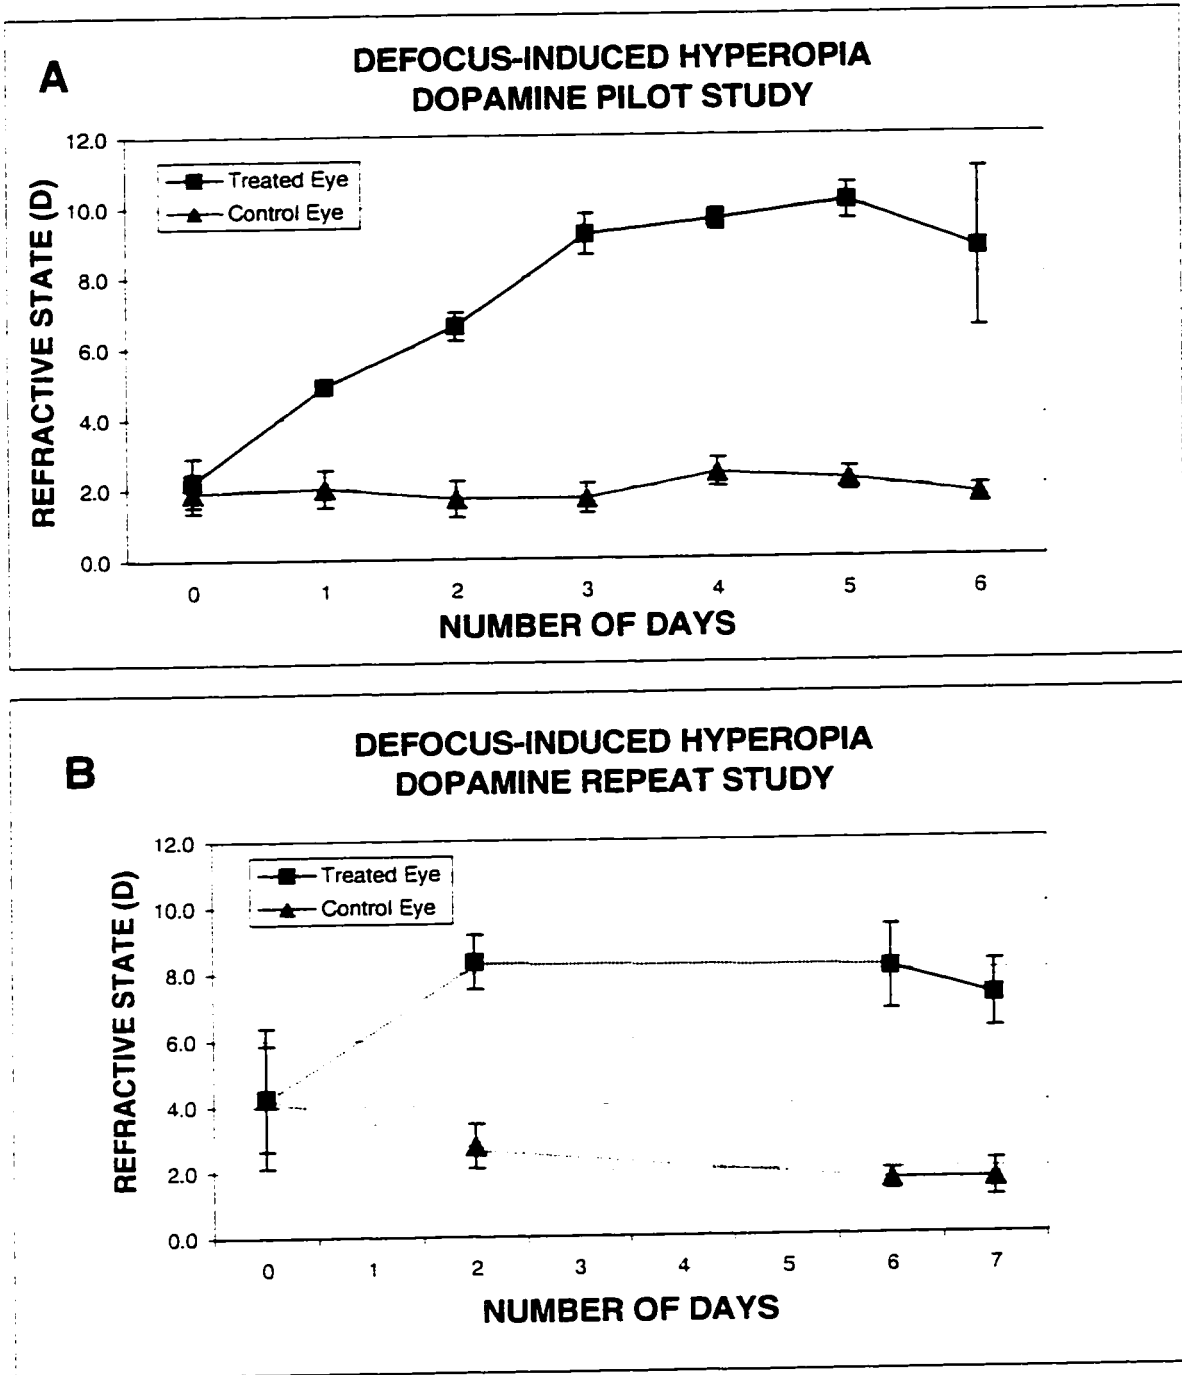 A
DEFOCUS-INDUCED HYPEROPIA
DOPAMINE PILOT STUDY
REFRACTIVE STATE (D)
12.0
10.0
8.0
6.0
4.0
2.0
0.0
Treated Eye
Control Eye
0 1 2 3 4 5 6
NUMBER OF DAYS
B
DEFOCUS-INDUCED HYPEROPIA
DOPAMINE REPEAT STUDY
REFRACTIVE STATE (D)
12.0
10.0
8.0
6.0
4.0
2.0
0.0
Treated Eye
Control Eye
0 1 2 3 4 5 6 7
NUMBER OF DAYS